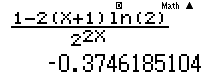 D Math ▲
1-2(X+1)ln(2)
2^2X
-0.3746185104